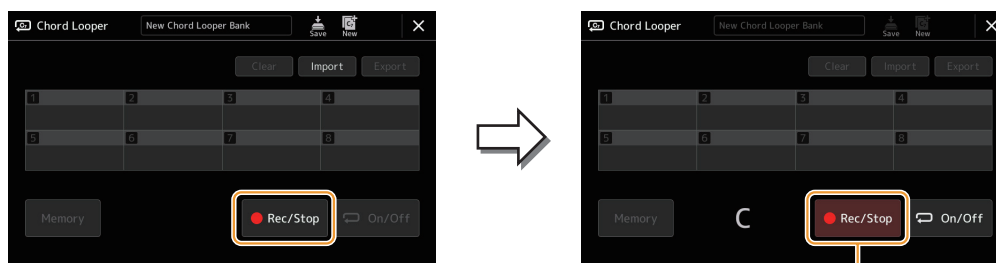 Chord Looper New Chord Looper Bank Save New
Clear Import Export
1 2 3 4
5 6 7 8
Memory Rec/Stop On/Off
Chord Looper New Chord Looper Bank Save New
Clear Import Export
1 2 3 4
5 6 7 8
Memory C Rec/Stop On/Off